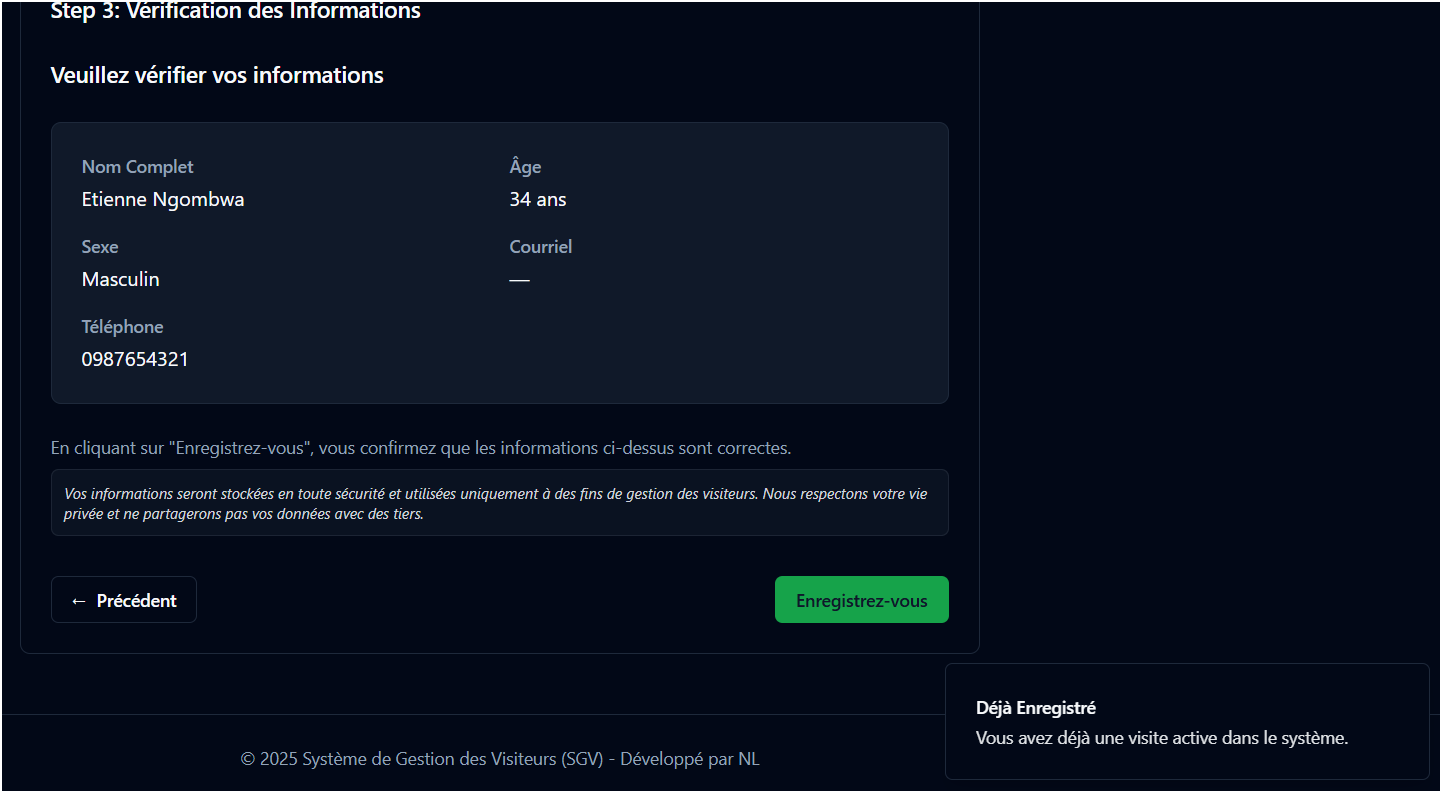 Step 3: Vérification des Informations
Veuillez vérifier vos informations
Nom Complet
Etienne Ngombwa
Âge
34 ans
Sexe
Masculin
Courriel
—
Téléphone
0987654321
En cliquant sur "Enregistrez-vous", vous confirmez que les informations ci-dessus sont correctes.
Vos informations seront stockées en toute sécurité et utilisées uniquement à des fins de gestion des visiteurs. Nous respectons votre vie
privée et ne partagerons pas vos données avec des tiers.
← Précédent
Enregistrez-vous
Déjà Enregistré
Vous avez déjà une visite active dans le système.
© 2025 Système de Gestion des Visiteurs (SGV) - Développé par NL